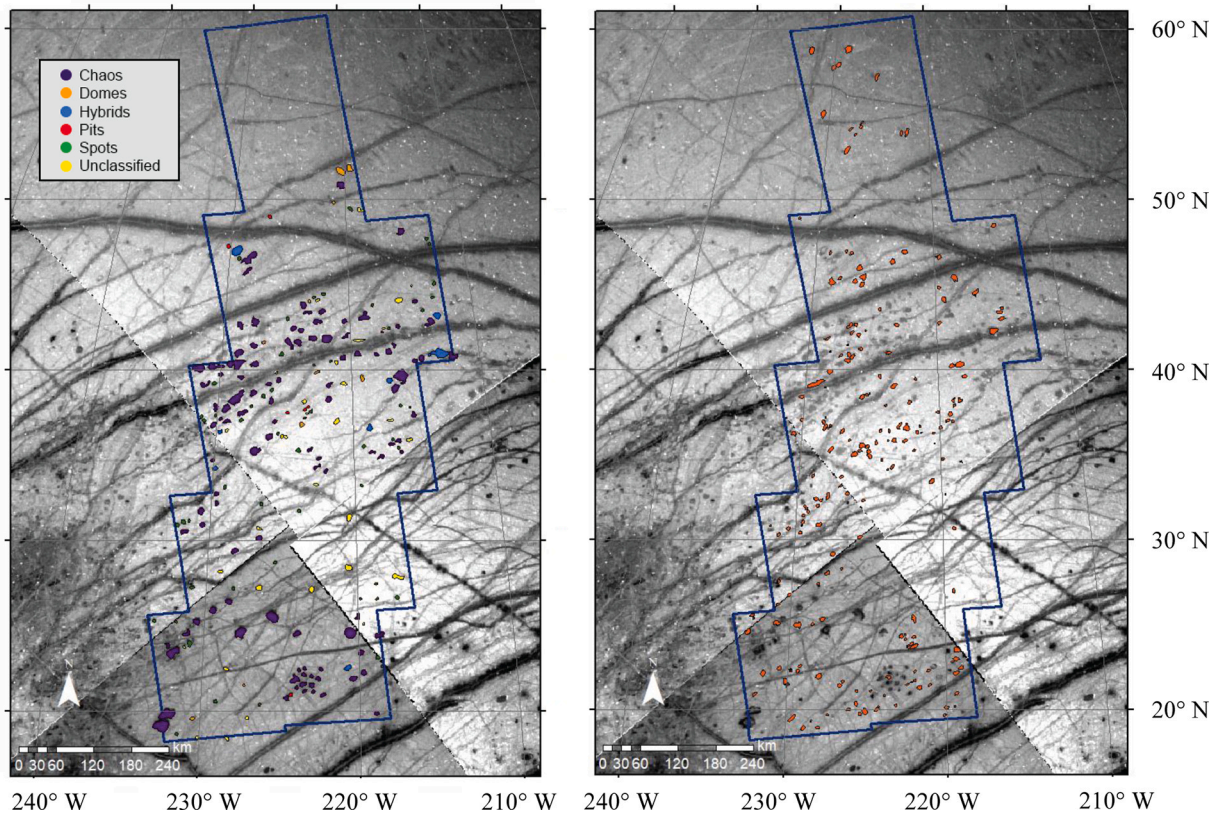 Chaos
Domes
Hybrids
Pits
Spots
Unclassified
N
km
0 30 60 120 180 240
240° W 230° W 220° W 210° W
N
km
0 30 60 120 180 240
240° W 230° W 220° W 210° W
60° N
50° N
40° N
30° N
20° N